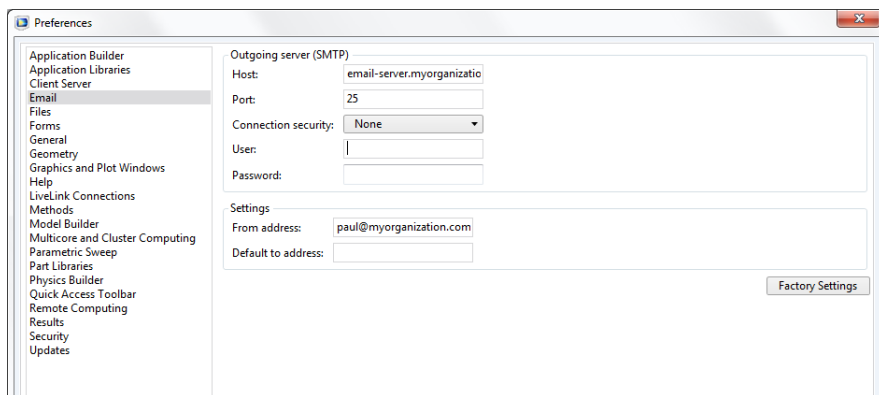 Preferences
Application Builder
Application Libraries
Client Server
Email
Files
Forms
General
Geometry
Graphics and Plot Windows
Help
LiveLink Connections
Methods
Model Builder
Multicore and Cluster Computing
Parametric Sweep
Part Libraries
Physics Builder
Quick Access Toolbar
Remote Computing
Results
Security
Updates
Outgoing server (SMTP)
Host: email-server.myorganizatio
Port: 25
Connection security: None
User:
Password:
Settings
From address: paul@myorganization.com
Default to address:
Factory Settings